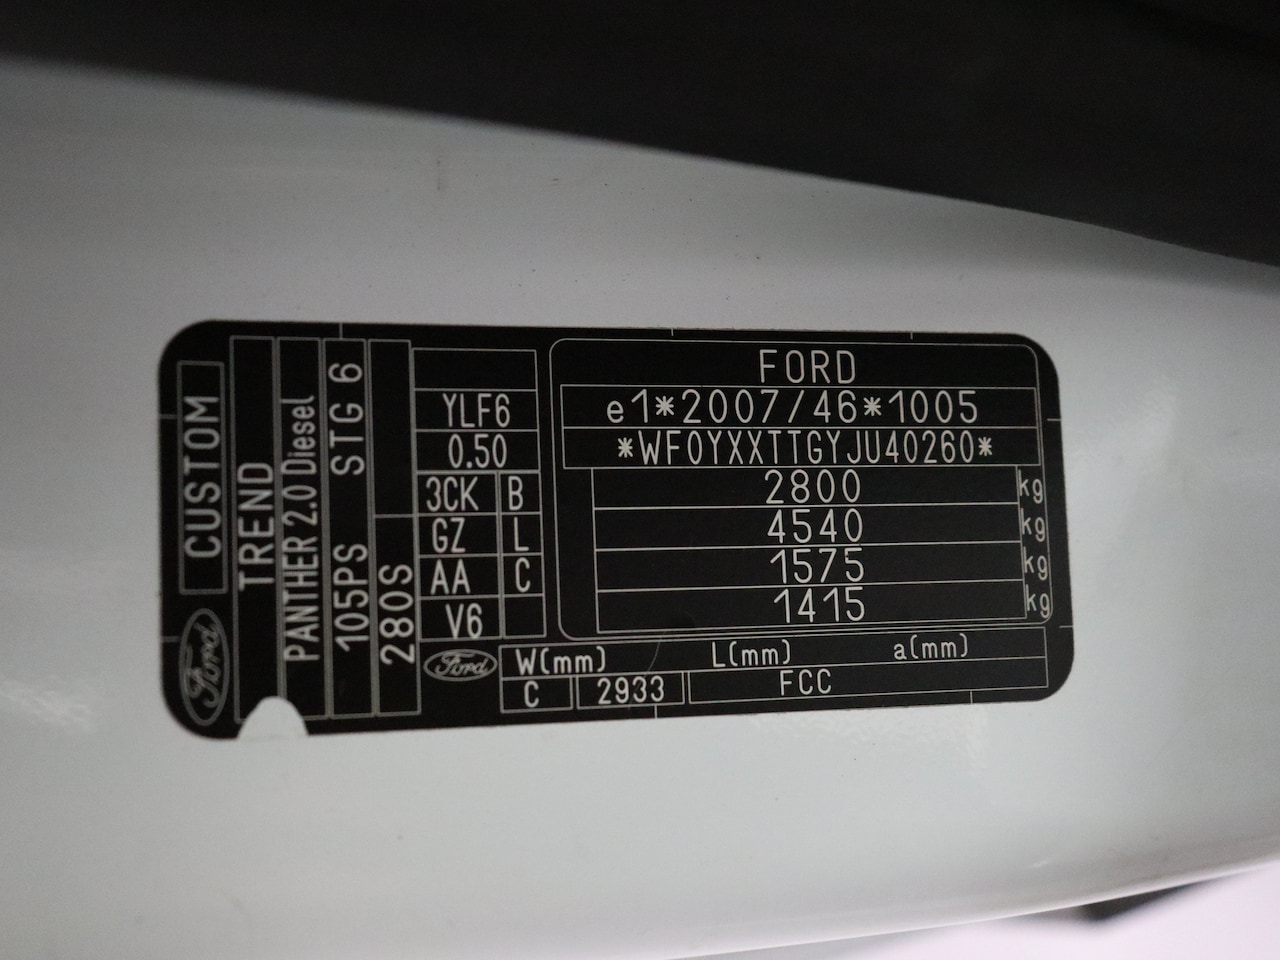 Ford
CUSTOM
TREND
PANTHER 2.0 Diesel
105PS STG 6
280S
YLF6
0.50
3CK B
GZ L
AA C
V6
Ford
FORD
e1*2007/46*1005
*WF0YXXTTGYJU40260*
2800 kg
4540 kg
1575 kg
1415 kg
W(mm) L(mm) a(mm)
C 2933 FCC